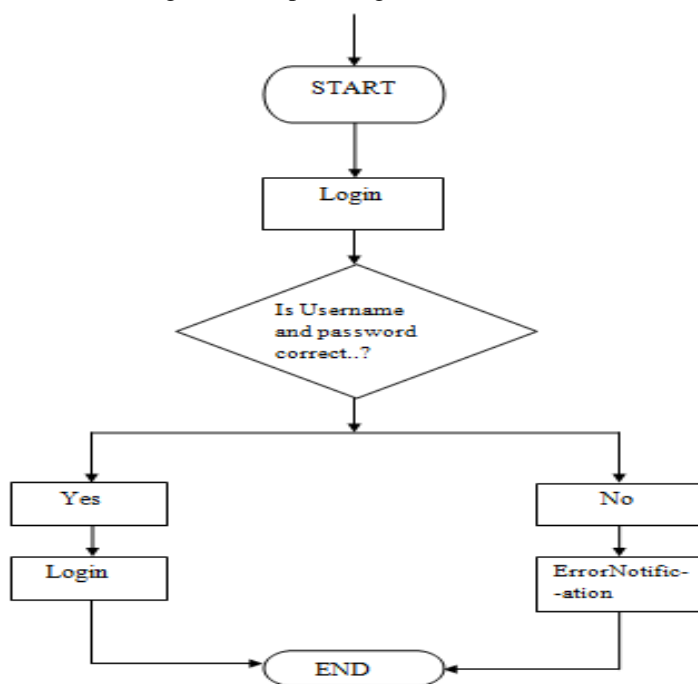 START
Login
Is Username
and password
correct..?
Yes
No
Login
ErrorNotific-
-ation
END